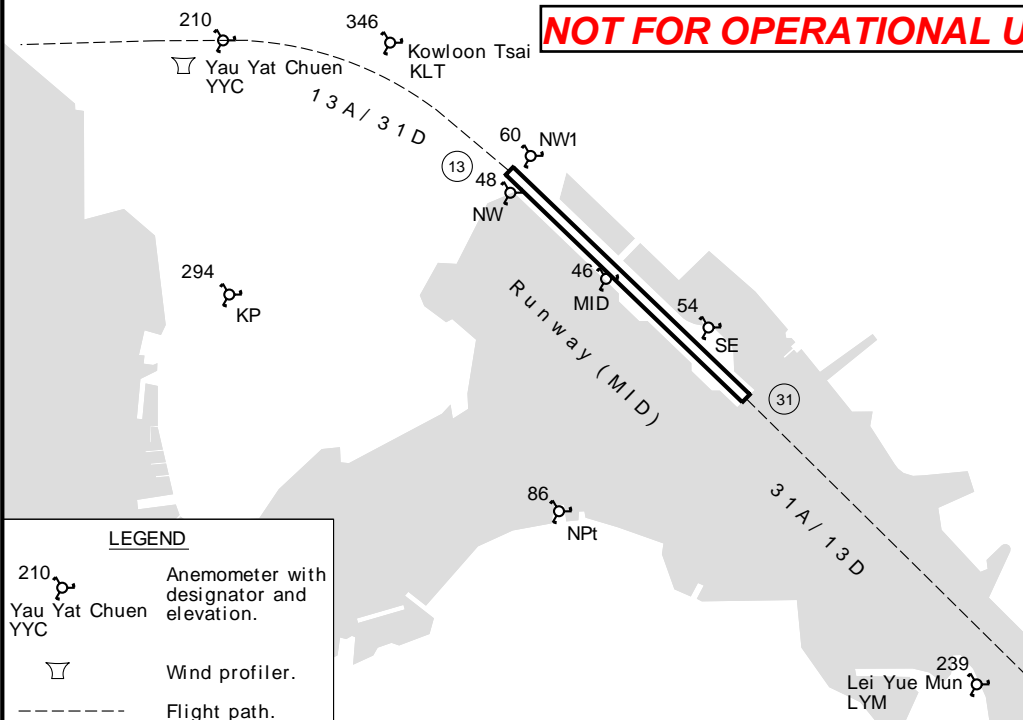 210
346
NOT FOR OPERATIONAL U
Yau Yat Chuen
YYC
Kowloon Tsai
KLT
13A/31D
60
NW1
13
48
NW
294
KP
46
MID
Runway (MID)
54
SE
31
86
NPt
31A/13D
239
Lei Yue Mun
LYM
LEGEND
210
Yau Yat Chuen
YYC
Anemometer with
designator and
elevation.
Wind profiler.
Flight path.